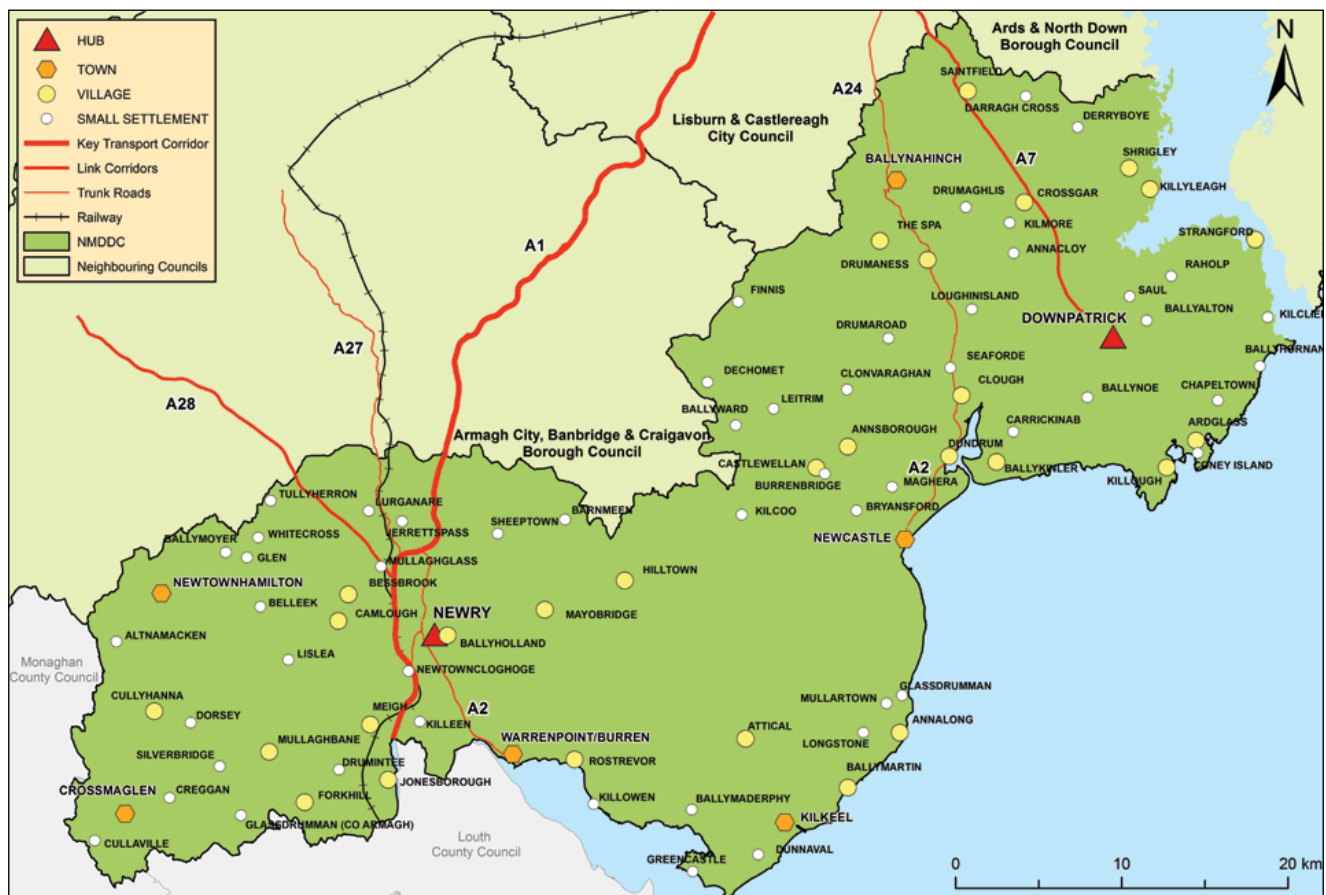 HUB
TOWN
VILLAGE
SMALL SETTLEMENT
Key Transport Corridor
Link Corridors
Trunk Roads
Railway
NMDDC
Neighbouring Councils
Ards & North Down
Borough Council
N
Lisburn & Castlereagh
City Council
Armagh City, Banbridge & Craigavon
Borough Council
Monaghan
County Council
Louth
County Council
A24
A7
A1
A27
A28
A2
A2
SAINTFIELD
DARRAGH CROSS
DERRYBOYE
BALLYNAHINCH
SHRIGLEY
KILLYLEAGH
DRUMAGHLIS
CROSSGAR
KILMORE
THE SPA
ANNACLOY
STRANGFORD
DRUMANESS
RAHOLP
FINNIS
LOUGHINISLAND
SAUL
DOWNPATRICK
BALLYALTON
KILCLIEF
DRUMAROAD
SEAFORDE
BALLYHORNAN
DECHOMET
CLONVARAGHAN
CLOUGH
BALLYNOE
CHAPELTOWN
LEITRIM
BALLYWARD
CARRICKINAB
ARDGLASS
ANNSBOROUGH
DUNDRUM
CONEY ISLAND
CASTLEWELLAN
BALLYKINLER
KILLOUGH
BURRENBRIDGE
MAGHERA
KILCOO
BRYANSFORD
NEWCASTLE
TULLYHERRON
LURGANARE
JERRETTSPASS
SHEEPTOWN
BARNMEEN
WHITECROSS
BALLYMOYER
GLEN
MULLAGHGLASS
NEWTOWNHAMILTON
BESSBROOK
HILLTOWN
BELLEEK
CAMLOUGH
NEWRY
MAYOBRIDGE
BALLYHOLLAND
ALTNAMACKEN
LISLEA
NEWTOWNCLOGHOGE
CULLYHANNA
DORSEY
MEIGH
KILLEEN
MULLARTOWN
GLASSDRUMMAN
ATTICAL
ANNALONG
LONGSTONE
MULLAGHBANE
SILVERBRIDGE
DRUMINTEE
WARRENPOINT/BURREN
ROSTREVOR
JONESBOROUGH
BALLYMARTIN
CROSSMAGLEN
CREGGAN
FORKHILL
KILLOWEN
BALLYMADERPHY
KILKEEL
GLASSDRUMMAN (CO ARMAGH)
CULLAVILLE
GREENCASTLE
DUNNAVAL
0 10 20 km